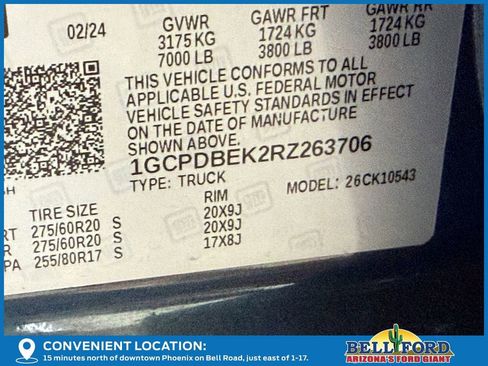 02/24 GVWR GAWR FRT GAWR RR
3175 KG 1724 KG 1724 KG
7000 LB 3800 LB 3800 LB
THIS VEHICLE CONFORMS TO ALL
APPLICABLE U.S. FEDERAL MOTOR
VEHICLE SAFETY STANDARDS IN EFFECT
ON THE DATE OF MANUFACTURE
SHOWN ABOVE.
1GCPDBEK2RZ263706
TYPE: TRUCK MODEL: 26CK10543
TIRE SIZE RIM
RT 275/60R20 S 20X9J
R 275/60R20 S 20X9J
PA 255/80R17 S 17X8J
CONVENIENT LOCATION:
15 minutes north of downtown Phoenix on Bell Road, just east of 1-17.
BELL FORD
ARIZONA'S FORD GIANT